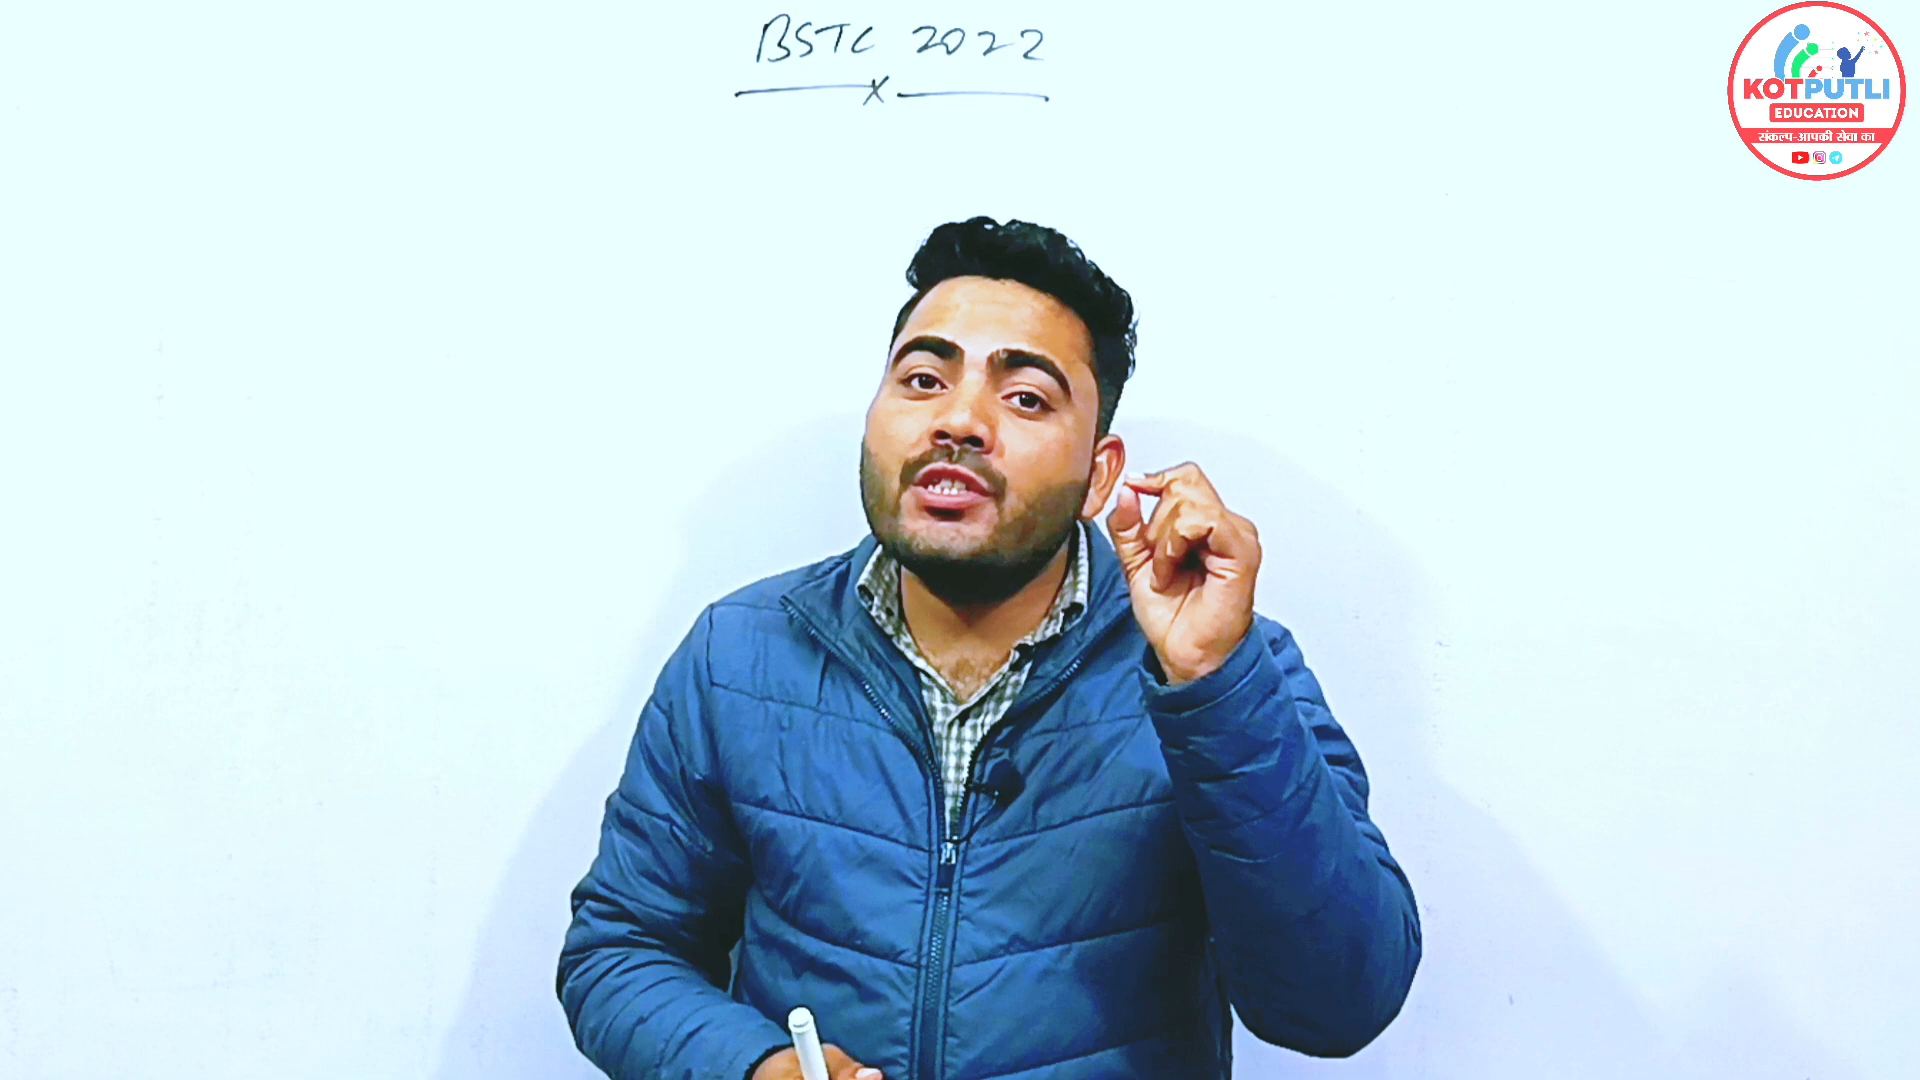 BSTC 2022
x
KOTPUTLI
EDUCATION
संकल्प-आपकी सेवा का